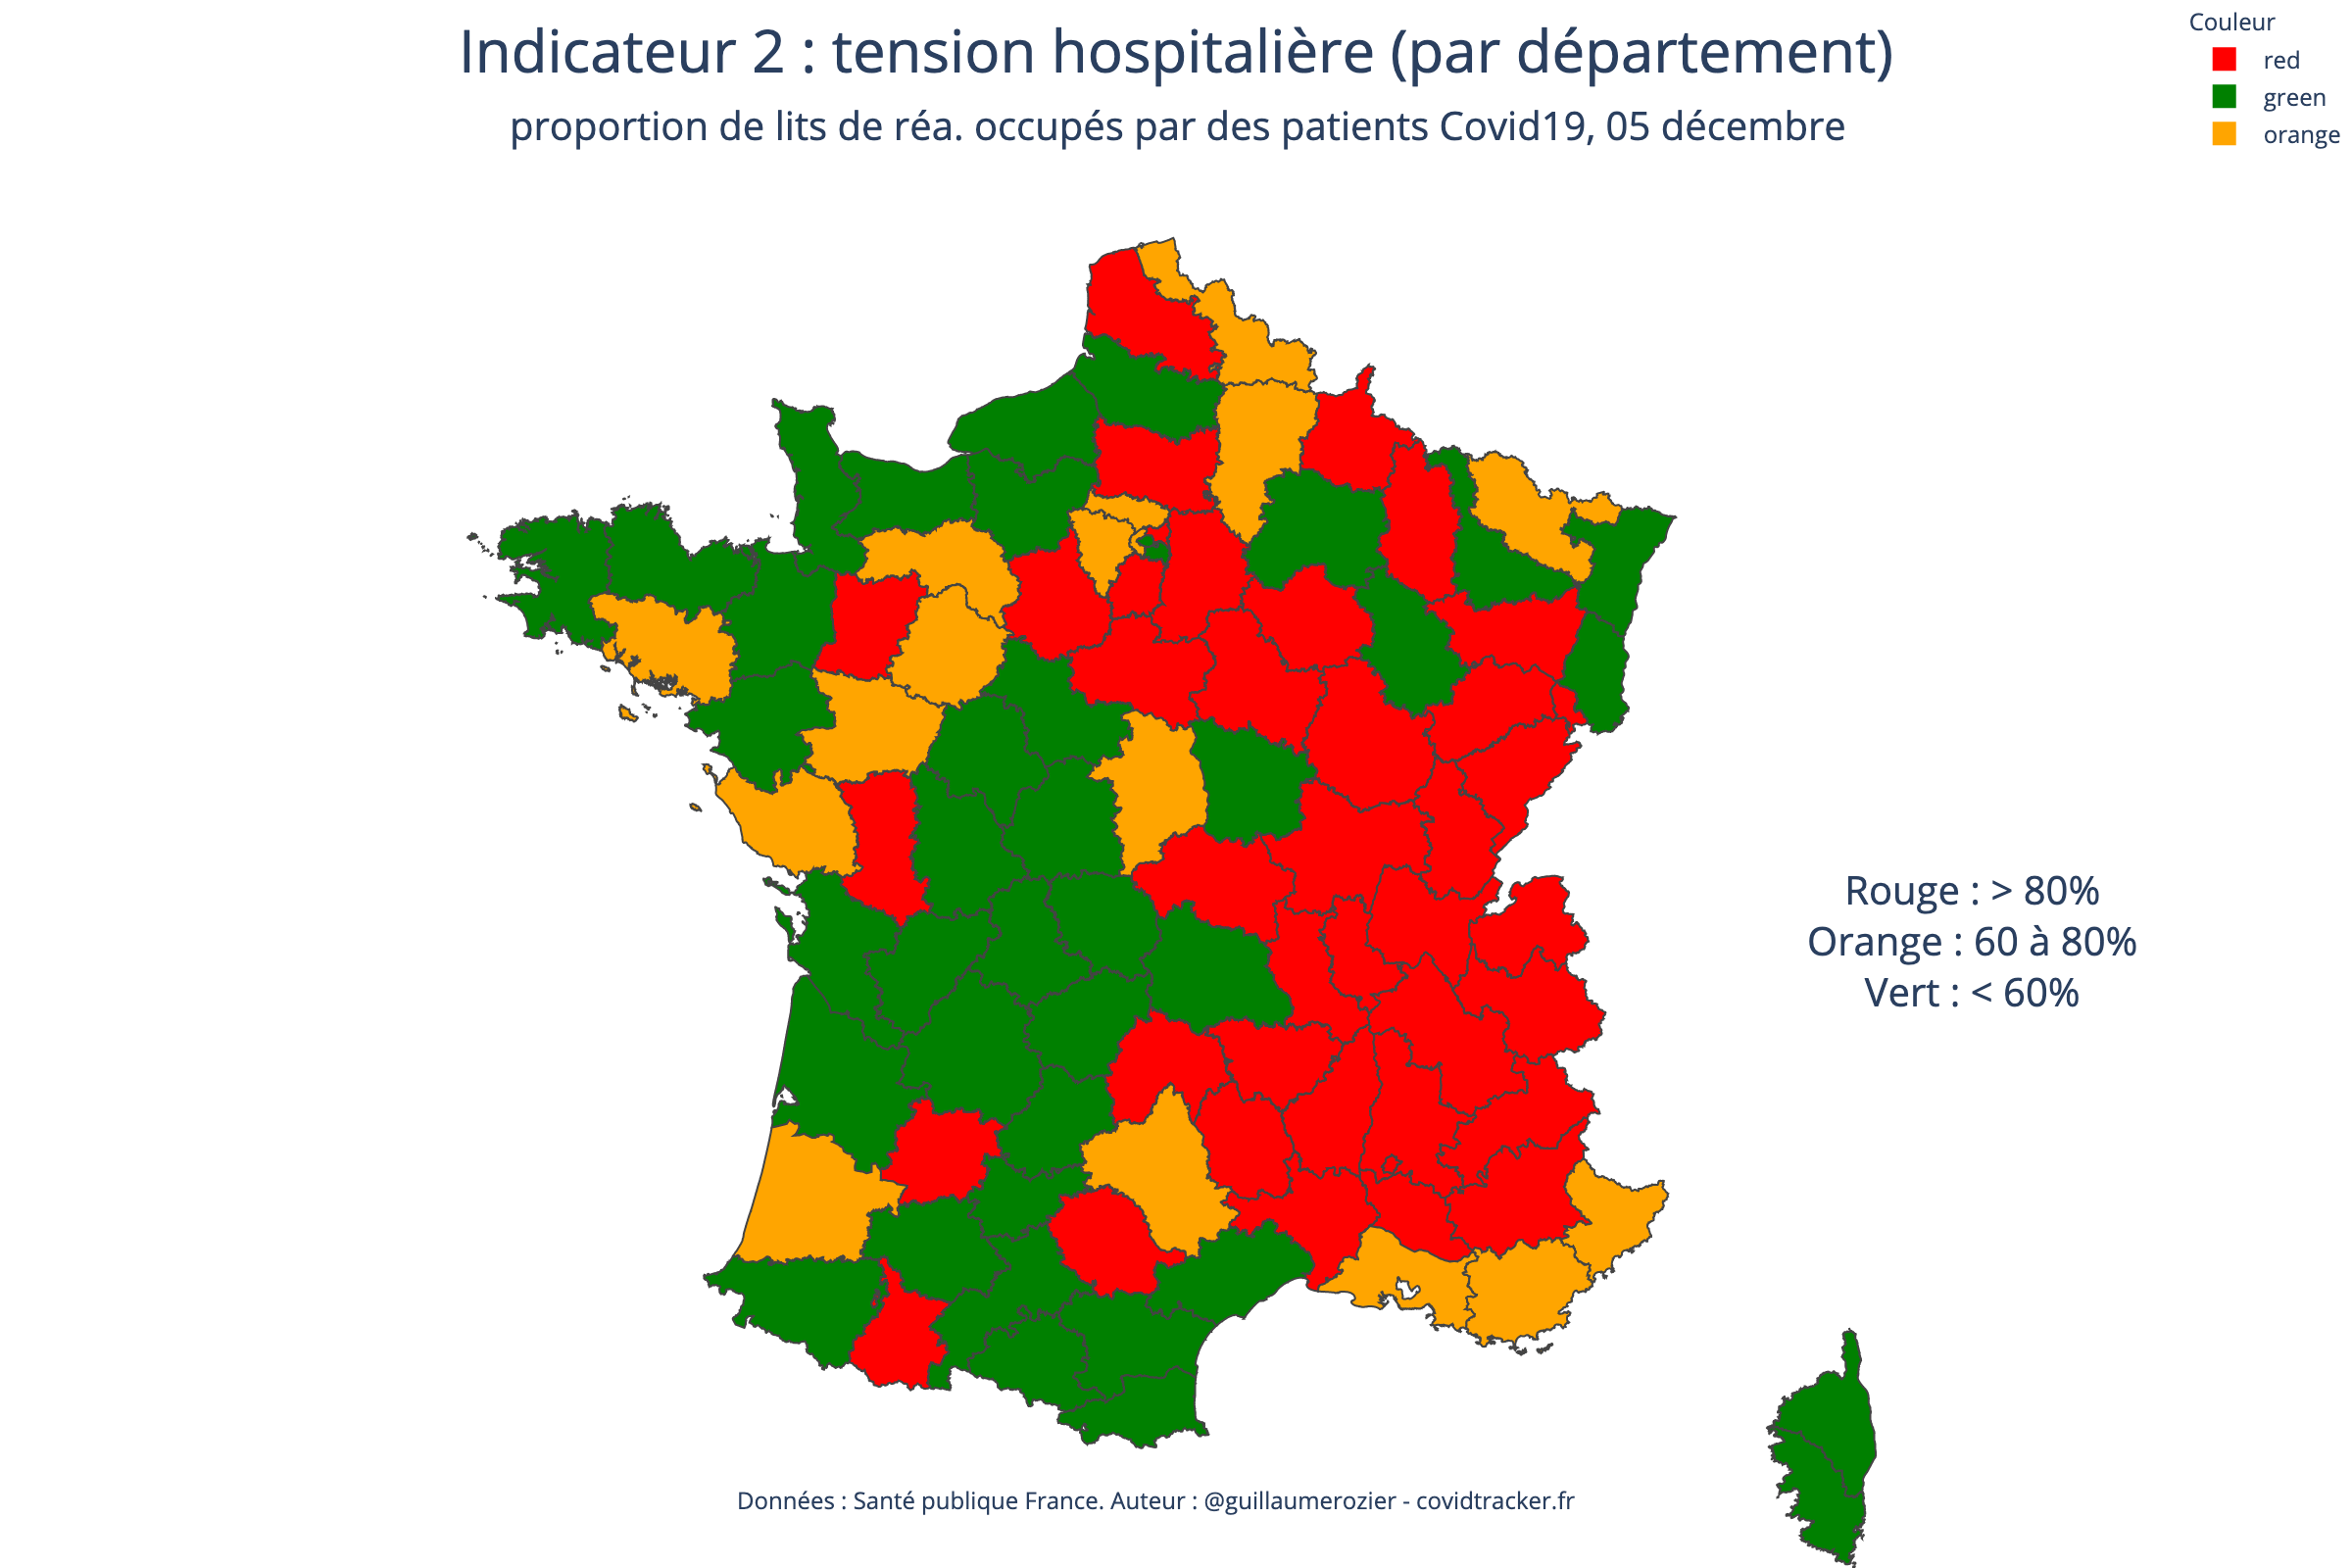 Indicateur 2 : tension hospitalière (par département)
proportion de lits de réa. occupés par des patients Covid19, 05 décembre
Couleur
red
green
orange
Rouge : > 80%
Orange : 60 à 80%
Vert : < 60%
Données : Santé publique France. Auteur : @guillaumerozier - covidtracker.fr